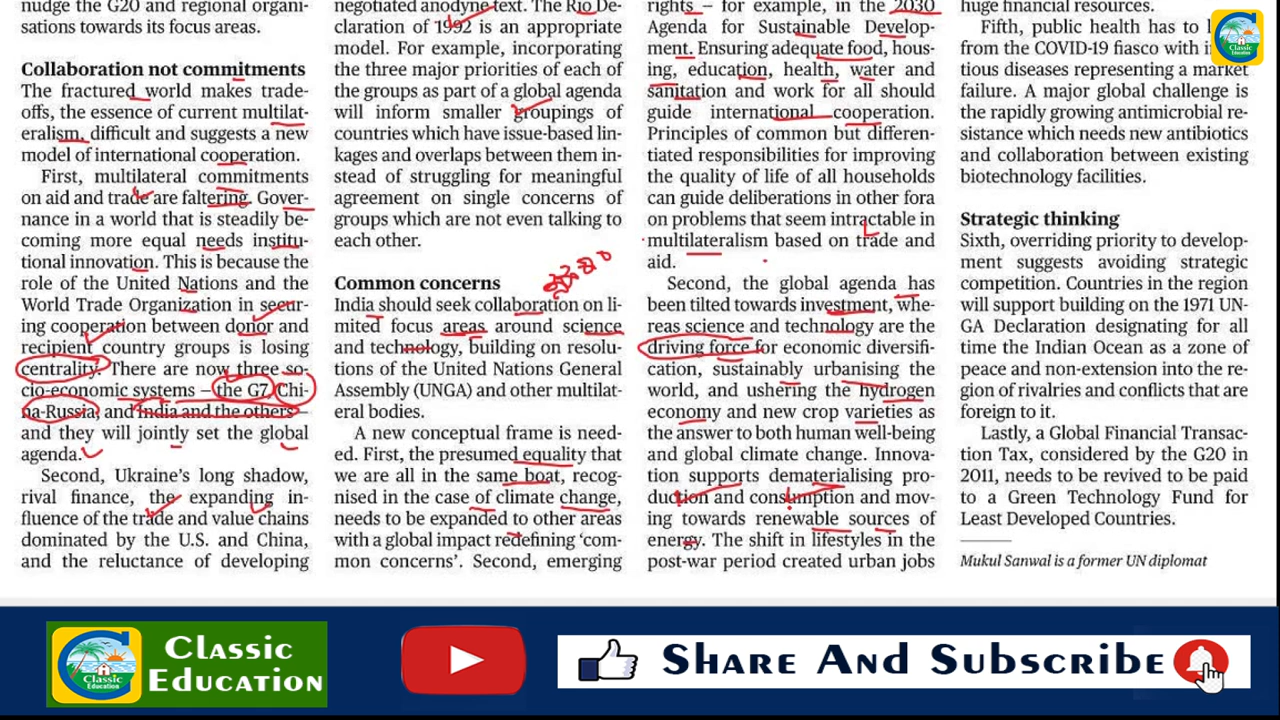 nudge the G20 and regional organi-
sations towards its focus areas.
Collaboration not commitments
The fractured world makes trade-
offs, the essence of current multilat-
eralism, difficult and suggests a new
model of international cooperation.
First, multilateral commitments
on aid and trade are faltering. Gover-
nance in a world that is steadily be-
coming more equal needs institu-
tional innovation. This is because the
role of the United Nations and the
World Trade Organization in secur-
ing cooperation between donor and
recipient country groups is losing
centrality. There are now three so-
cio-economic systems – the G7, Chi-
na-Russia, and India and the others –
and they will jointly set the global
agenda.
Second, Ukraine’s long shadow,
rival finance, the expanding in-
fluence of the trade and value chains
dominated by the U.S. and China,
and the reluctance of developing
negotiated anodyne text. The Rio De-
claration of 1992 is an appropriate
model. For example, incorporating
the three major priorities of each of
the groups as part of a global agenda
will inform smaller groupings of
countries which have issue-based lin-
kages and overlaps between them in-
stead of struggling for meaningful
agreement on single concerns of
groups which are not even talking to
each other.
Common concerns
India should seek collaboration on li-
mited focus areas around science
and technology, building on resolu-
tions of the United Nations General
Assembly (UNGA) and other multilat-
eral bodies.
A new conceptual frame is need-
ed. First, the presumed equality that
we are all in the same boat, recog-
nised in the case of climate change,
needs to be expanded to other areas
with a global impact redefining ‘com-
mon concerns’. Second, emerging
rights – for example, in the 2030
Agenda for Sustainable Develop-
ment. Ensuring adequate food, hous-
ing, education, health, water and
sanitation and work for all should
guide international cooperation.
Principles of common but differen-
tiated responsibilities for improving
the quality of life of all households
can guide deliberations in other fora
on problems that seem intractable in
multilateralism based on trade and
aid.
Second, the global agenda has
been tilted towards investment, whe-
reas science and technology are the
driving force for economic diversifi-
cation, sustainably urbanising the
world, and ushering the hydrogen
economy and new crop varieties as
the answer to both human well-being
and global climate change. Innova-
tion supports dematerialising pro-
duction and consumption and mov-
ing towards renewable sources of
energy. The shift in lifestyles in the
post-war period created urban jobs
huge financial resources.
Fifth, public health has to
from the COVID-19 fiasco with
tious diseases representing a market
failure. A major global challenge is
the rapidly growing antimicrobial re-
sistance which needs new antibiotics
and collaboration between existing
biotechnology facilities.
Strategic thinking
Sixth, overriding priority to develop-
ment suggests avoiding strategic
competition. Countries in the region
will support building on the 1971 UN-
GA Declaration designating for all
time the Indian Ocean as a zone of
peace and non-extension into the re-
gion of rivalries and conflicts that are
foreign to it.
Lastly, a Global Financial Transac-
tion Tax, considered by the G20 in
2011, needs to be revived to be paid
to a Green Technology Fund for
Least Developed Countries.
Mukul Sanwal is a former UN diplomat
Classic
Education
Classic
Education
Classic
Education
Share And Subscribe